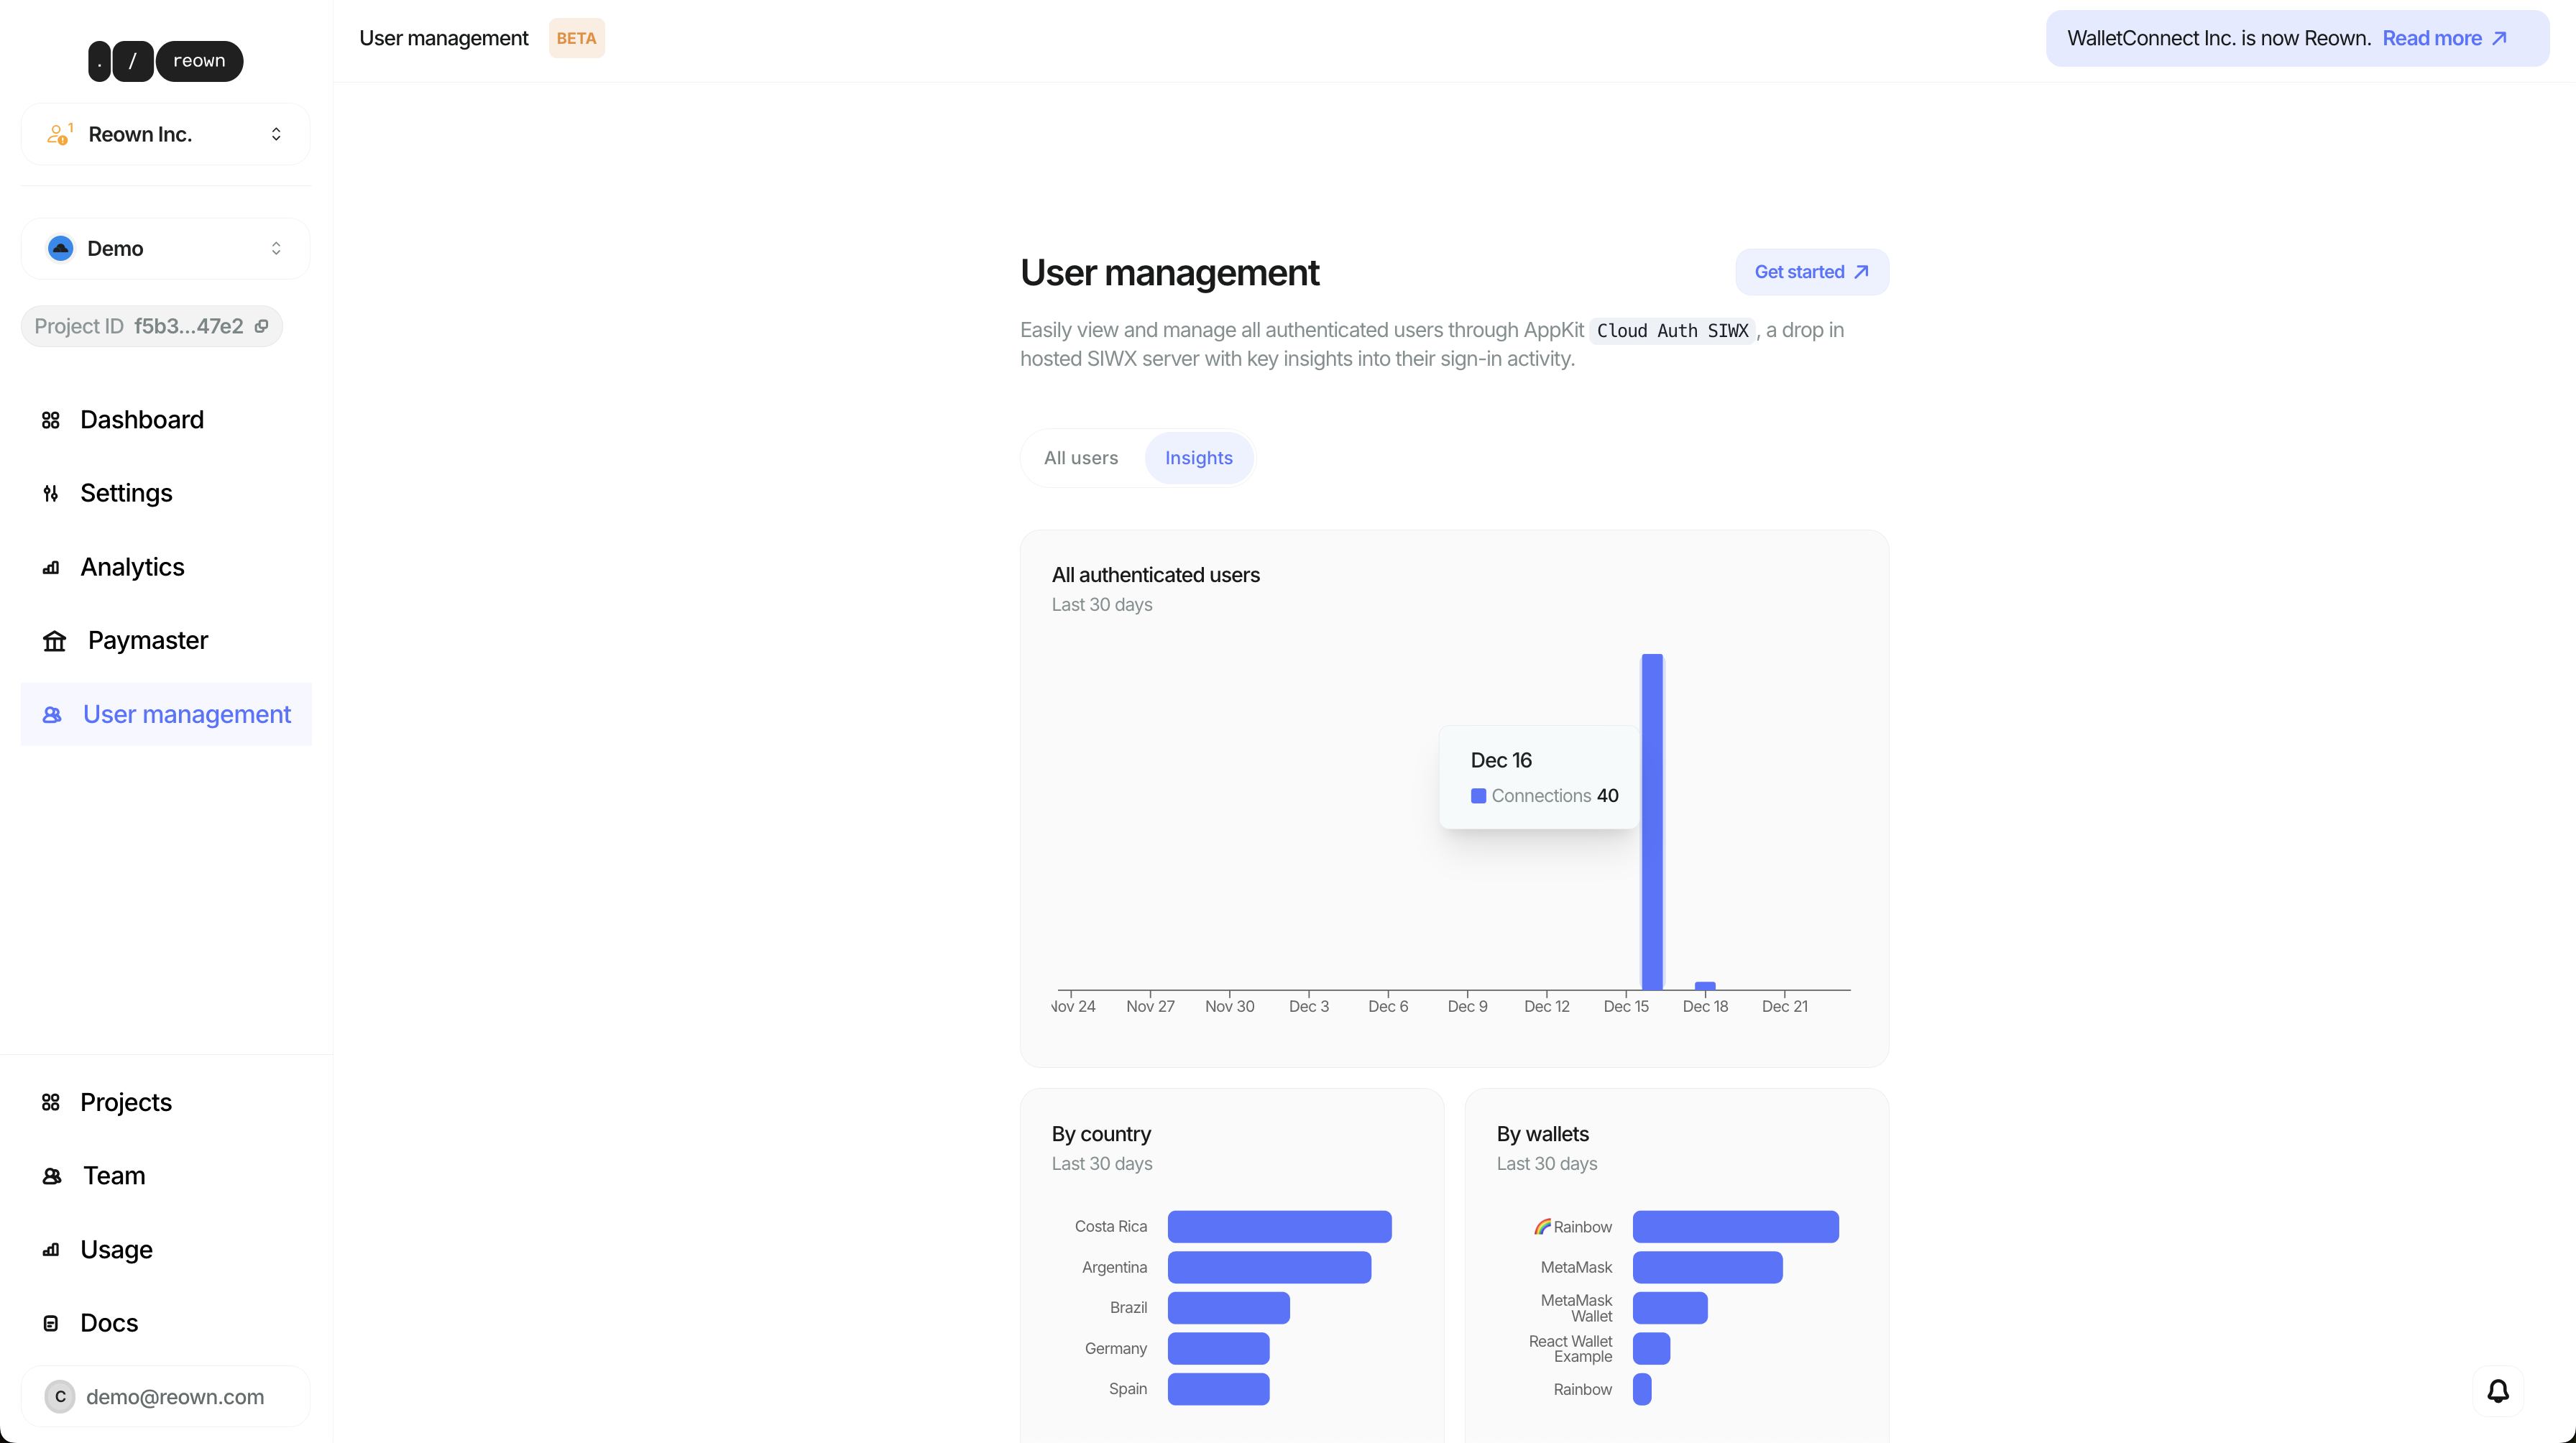 . / reown
User management BETA
WalletConnect Inc. is now Reown. Read more
1
Reown Inc.
Demo
Project ID f5b3...47e2
Dashboard
Settings
Analytics
Paymaster
User management
Projects
Team
Usage
Docs
C demo@reown.com
User management
Get started
Easily view and manage all authenticated users through AppKit Cloud Auth SIWX, a drop in
hosted SIWX server with key insights into their sign-in activity.
All users Insights
All authenticated users
Last 30 days
Dec 16
Connections 40
Nov 24 Nov 27 Nov 30 Dec 3 Dec 6 Dec 9 Dec 12 Dec 15 Dec 18 Dec 21
By country
Last 30 days
Costa Rica
Argentina
Brazil
Germany
Spain
By wallets
Last 30 days
🌈 Rainbow
MetaMask
MetaMask
Wallet
React Wallet
Example
Rainbow